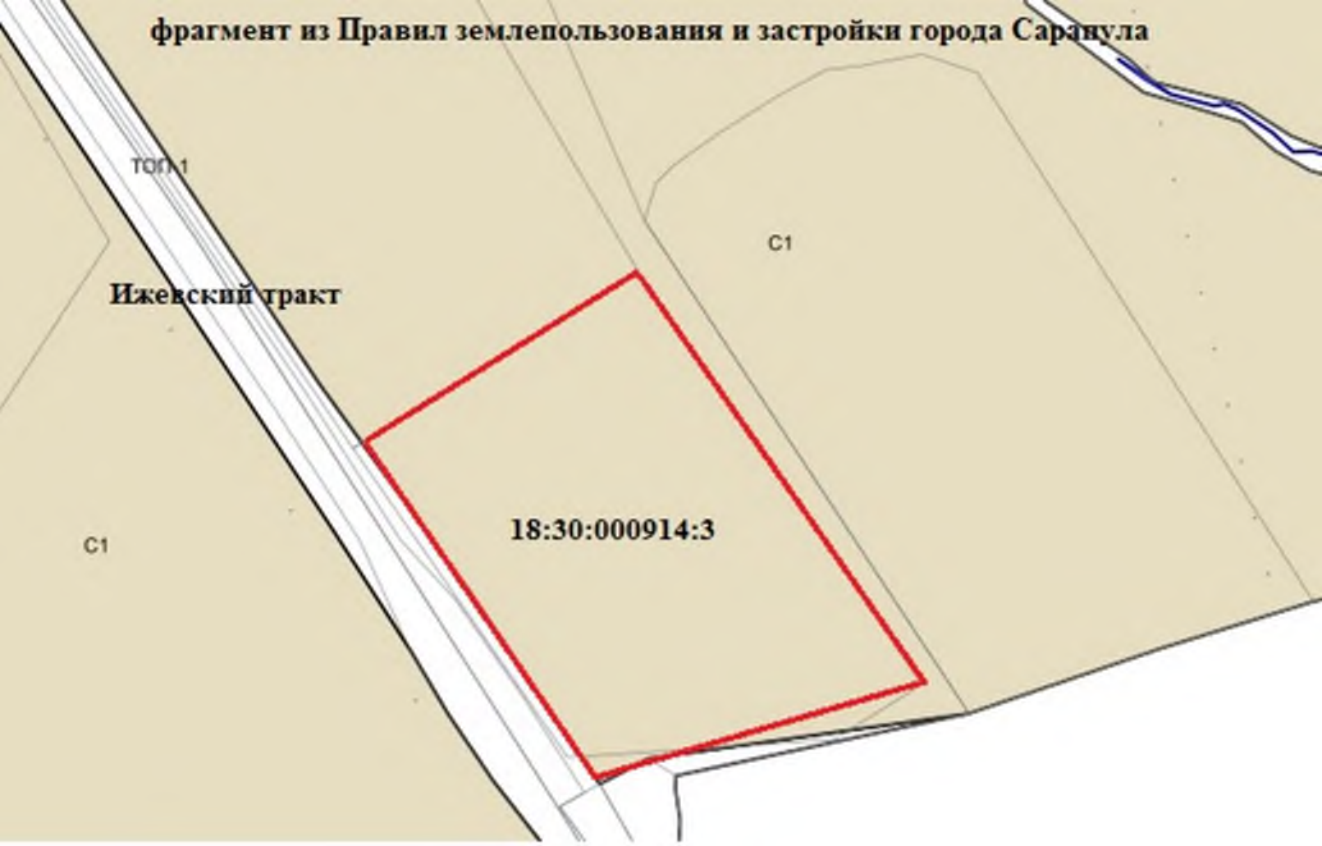 фрагмент из Правил землепользования и застройки города Сарапула
ТОП 1
С1
Ижевский тракт
18:30:000914:3
С1